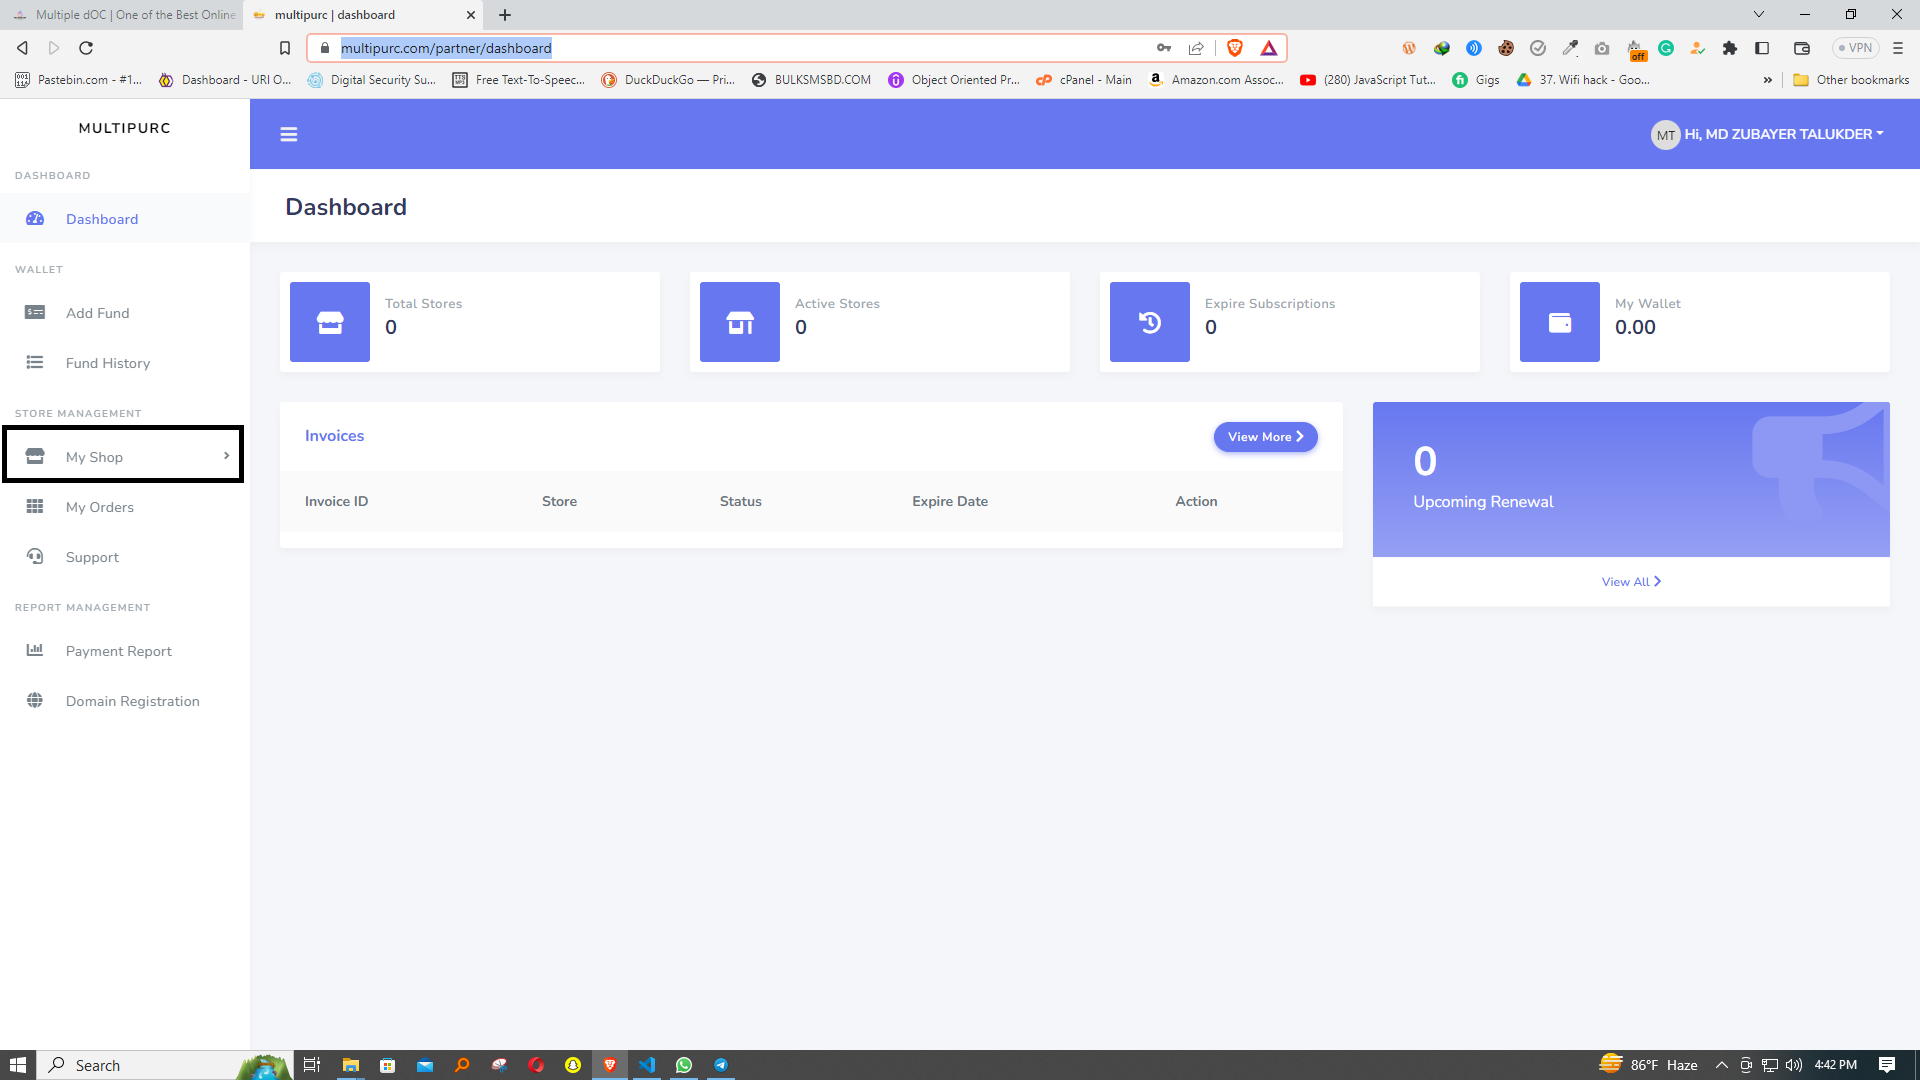 Multiple dOC | One of the Best Online
multipurc | dashboard
multipurc.com/partner/dashboard
off
VPN
Pastebin.com - #1...
Dashboard - URI O...
Digital Security Su...
Free Text-To-Speec...
DuckDuckGo — Pri...
BULKSMSBD.COM
Object Oriented Pr...
cPanel - Main
Amazon.com Assoc...
(280) JavaScript Tut...
Gigs
37. Wifi hack - Goo...
»
Other bookmarks
MULTIPURC
MT Hi, MD ZUBAYER TALUKDER
DASHBOARD
Dashboard
WALLET
Add Fund
Fund History
STORE MANAGEMENT
My Shop
My Orders
Support
REPORT MANAGEMENT
Payment Report
Domain Registration
Dashboard
Total Stores
0
Active Stores
0
Expire Subscriptions
0
My Wallet
0.00
Invoices
View More
Invoice ID Store Status Expire Date Action
0
Upcoming Renewal
View All
Search
86°F Haze
4:42 PM